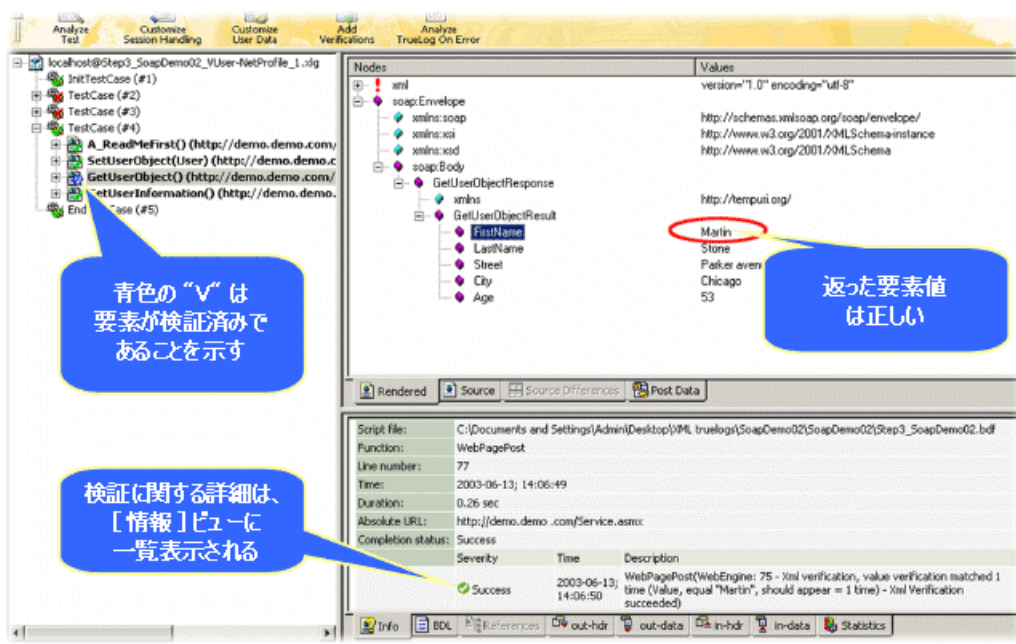 Analyze Test
Customize Session Handling
Customize User Data
Add Verifications
Analyze TrueLog On Error
localhost@Step3_SoapDemo02_VUser-NetProfile_1.xlg
InitTestCase (#1)
TestCase (#2)
TestCase (#3)
TestCase (#4)
A_ReadMeFirst() (http://demo.demo.com/
SetUserObject(User) (http://demo.demo.c
GetUserObject() (http://demo.demo.com/
GetUserInformation() (http://demo.demo.
End Case (#5)
青色の “V“ は
要素が検証済みで
あることを示す
Nodes Values
xml version="1.0" encoding="utf-8"
soap:Envelope
xmlns:soap http://schemas.xmlsoap.org/soap/envelope/
xmlns:xsi http://www.w3.org/2001/XMLSchema-instance
xmlns:xsd http://www.w3.org/2001/XMLSchema
soap:Body
GetUserObjectResponse
xmlns http://tempuri.org/
GetUserObjectResult
FirstName Martin
LastName Stone
Street Parker aven
City Chicago
Age 53
返った要素値
は正しい
Rendered Source Source Differences Post Data
検証に関する詳細は、
[ 情報 ] ビューに
一覧表示される
Script file: C:\Documents and Settings\Admin\Desktop\XML truelogs\SoapDemo02\SoapDemo02\Step3_SoapDemo02.bdf
Function: WebPagePost
Line number: 77
Time: 2003-06-13; 14:06:49
Duration: 0.26 sec
Absolute URL: http://demo.demo .com/Service.asmx
Completion status: Success
Severity Time Description
Success 2003-06-13; 14:06:50 WebPagePost(WebEngine: 75 - Xml verification, value verification matched 1
time (Value, equal "Martin", should appear = 1 time) - Xml Verification
succeeded)
Info BDL References out-hdr out-data in-hdr in-data Statistics